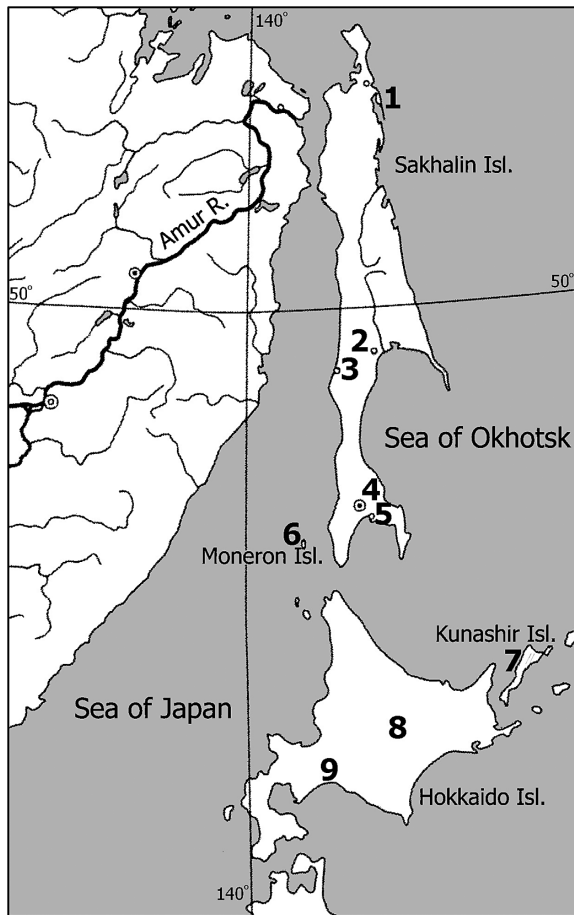 140°
1
Sakhalin Isl.
Amur R.
50°
50°
2
3
Sea of Okhotsk
4
5
6
Moneron Isl.
Kunashir Isl.
7
Sea of Japan
8
9
Hokkaido Isl.
140°